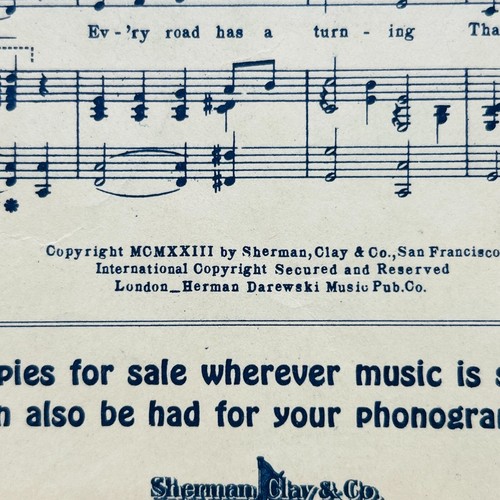 Ev-'ry road has a turn-ing Tha
Copyright MCMXXIII by Sherman, Clay & Co., San Francisco
International Copyright Secured and Reserved
London_Herman Darewski Music Pub. Co.
pies for sale wherever music is s
n also be had for your phonogra
Sherman, Clay & Co.